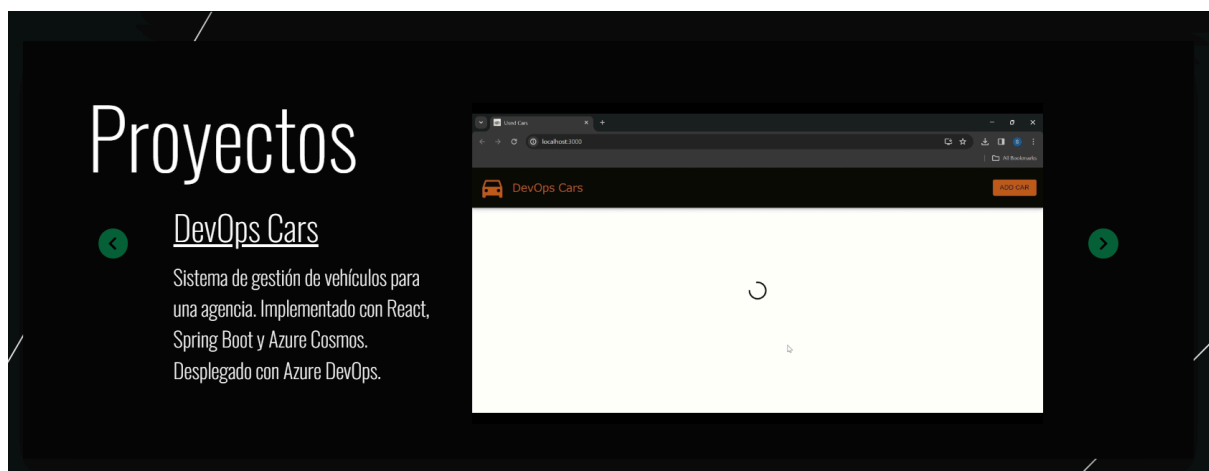 Proyectos
DevOps Cars
Sistema de gestión de vehículos para
una agencia. Implementado con React,
Spring Boot y Azure Cosmos.
Desplegado con Azure DevOps.
Used Cars
localhost:3000
All Bookmarks
DevOps Cars
ADD CAR